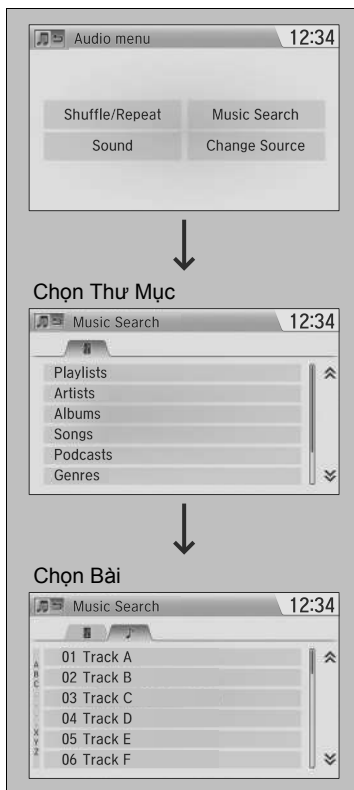 Audio menu 12:34
Shuffle/Repeat Music Search
Sound Change Source
Chọn Thư Mục
Music Search 12:34
Playlists
Artists
Albums
Songs
Podcasts
Genres
Chọn Bài
Music Search 12:34
A
B
C
01 Track A
02 Track B
03 Track C
04 Track D
05 Track E
06 Track F
X
Y
Z